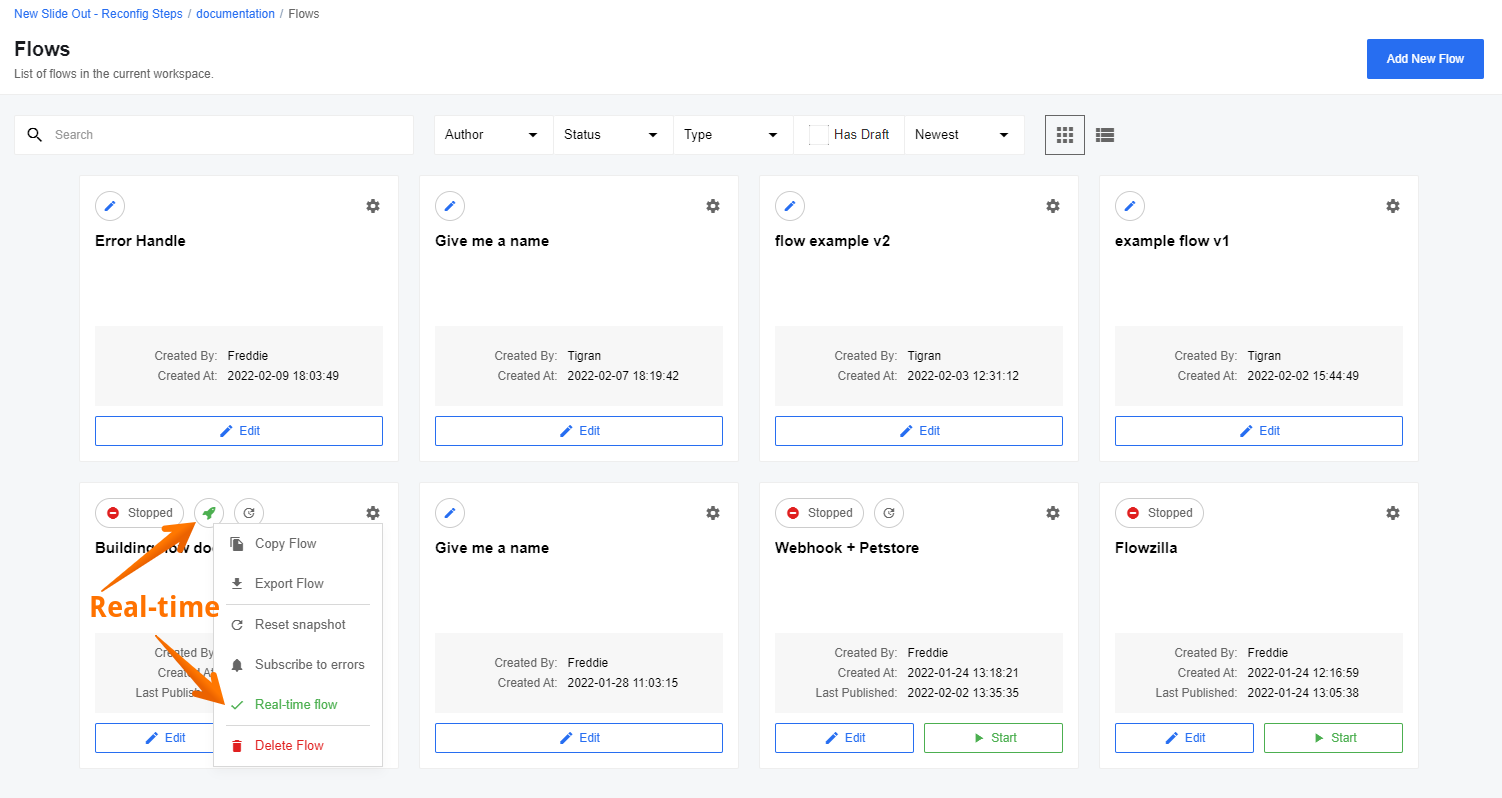 New Slide Out - Reconfig Steps / documentation / Flows
Flows
List of flows in the current workspace.
Add New Flow
Search
Author
Status
Type
Has Draft
Newest
Error Handle
Created By: Freddie
Created At: 2022-02-09 18:03:49
Edit
Give me a name
Created By: Tigran
Created At: 2022-02-07 18:19:42
Edit
flow example v2
Created By: Tigran
Created At: 2022-02-03 12:31:12
Edit
example flow v1
Created By: Tigran
Created At: 2022-02-02 15:44:49
Edit
Stopped
Building
Real-time
Created By
Created
Last
Edit
Copy Flow
Export Flow
Reset snapshot
Subscribe to errors
Real-time flow
Delete Flow
Give me a name
Created By: Freddie
Created At: 2022-01-28 11:03:15
Edit
Stopped
Webhook + Petstore
Created By: Freddie
Created At: 2022-01-24 13:18:21
Last Published: 2022-02-02 13:35:35
Edit
Start
Stopped
Flowzilla
Created By: Freddie
Created At: 2022-01-24 12:16:59
Last Published: 2022-01-24 13:05:38
Edit
Start